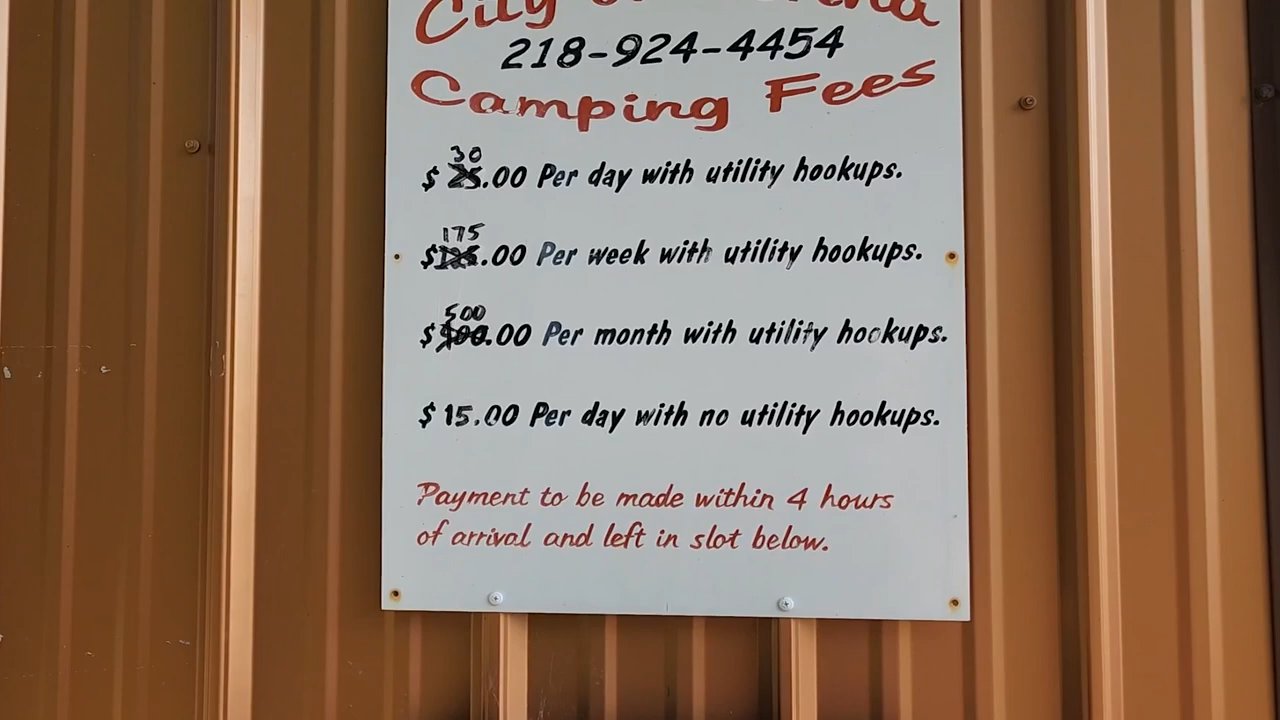 City
218-924-4454
Camping Fees
30
$ 25.00 Per day with utility hookups.
175
$125.00 Per week with utility hookups.
500
$400.00 Per month with utility hookups.
$ 15.00 Per day with no utility hookups.
Payment to be made within 4 hours
of arrival and left in slot below.